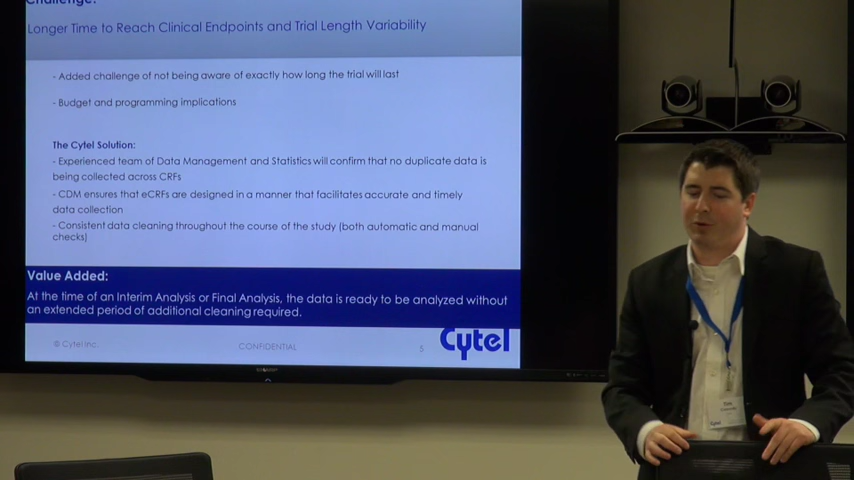 Challenge:
Longer Time to Reach Clinical Endpoints and Trial Length Variability
- Added challenge of not being aware of exactly how long the trial will last
- Budget and programming implications
The Cytel Solution:
- Experienced team of Data Management and Statistics will confirm that no duplicate data is
being collected across CRFs
- CDM ensures that eCRFs are designed in a manner that facilitates accurate and timely
data collection
- Consistent data cleaning throughout the course of the study (both automatic and manual
checks)
Value Added:
At the time of an Interim Analysis or Final Analysis, the data is ready to be analyzed without
an extended period of additional cleaning required.
© Cytel Inc.
CONFIDENTIAL
5
Cytel
SHARP
Cytel